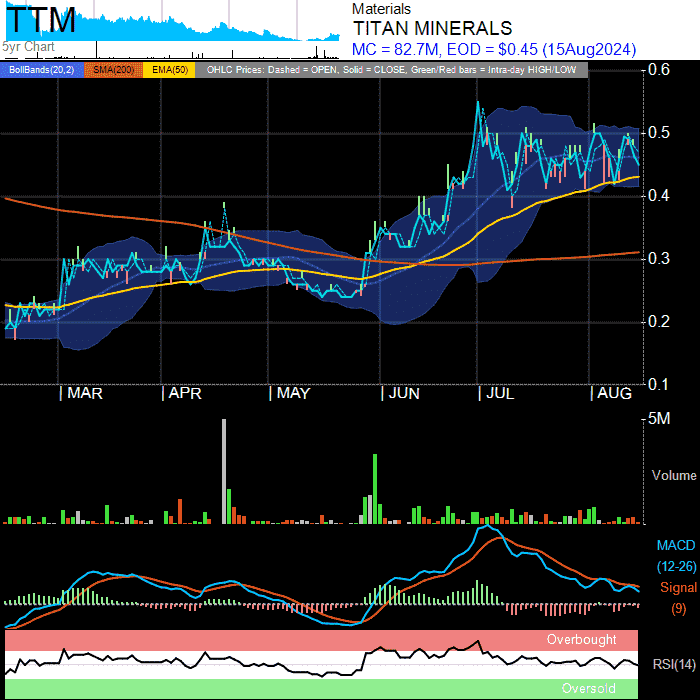 TTM
5yr Chart
Materials
TITAN MINERALS
MC = 82.7M, EOD = $0.45 (15Aug2024)
BollBands(20,2) SMA(200) EMA(50) OHLC Prices: Dashed = OPEN, Solid = CLOSE, Green/Red bars = Intra-day HIGH/LOW
0.6
0.5
0.4
0.3
0.2
0.1
| MAR | APR | MAY | JUN | JUL | AUG
5M
Volume
MACD
(12-26)
Signal
(9)
Overbought
RSI(14)
Oversold